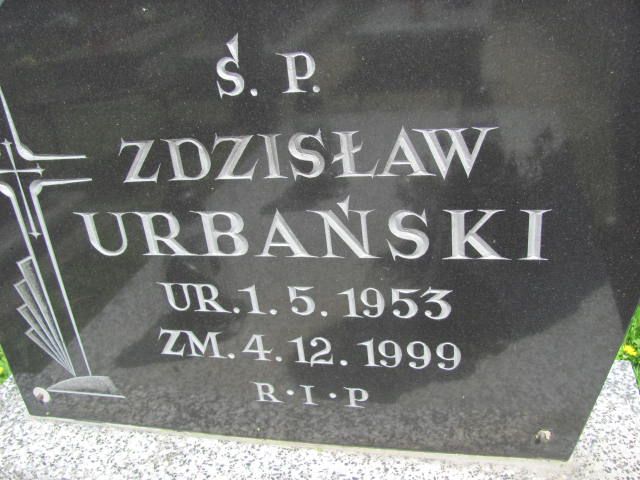 Ś. P.
ZDZISŁAW
URBAŃSKI
UR. 1. 5. 1953
ZM. 4. 12. 1999
R·I·P